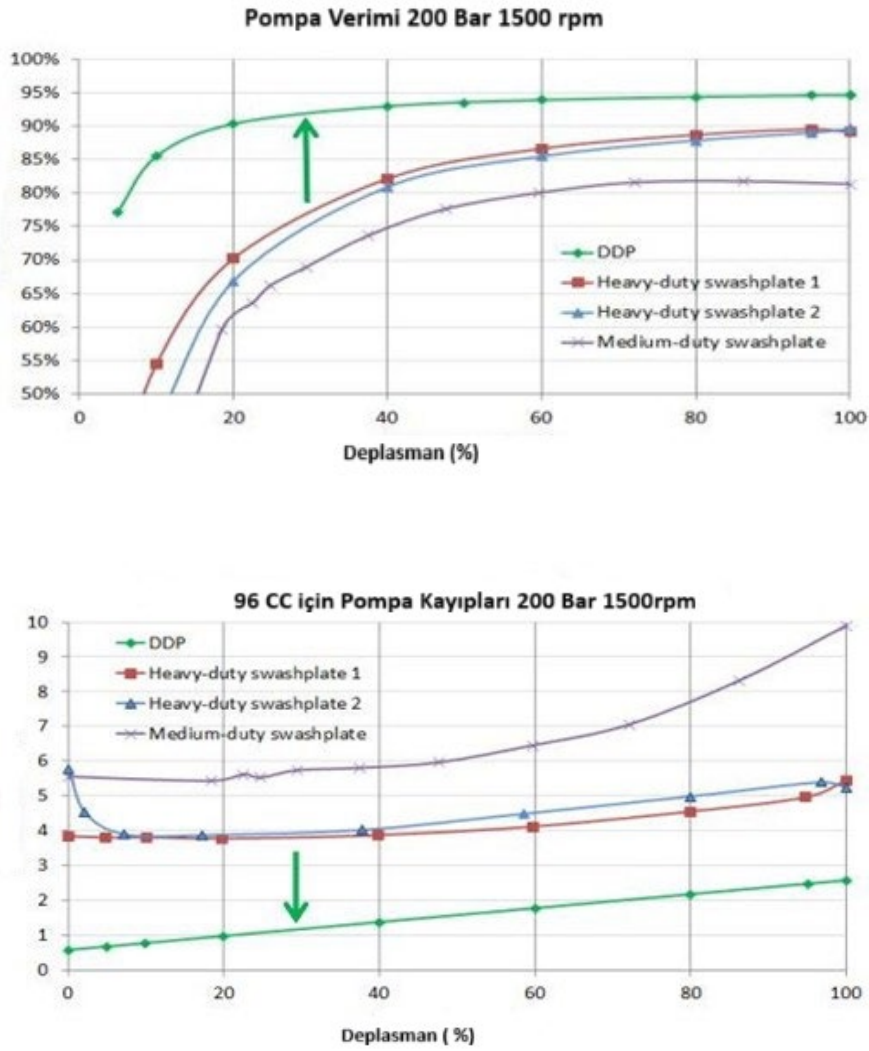 Pompa Verimi 200 Bar 1500 rpm
100%
95%
90%
85%
80%
75%
70%
65%
60%
55%
50%
DDP
Heavy-duty swashplate 1
Heavy-duty swashplate 2
Medium-duty swashplate
0 20 40 60 80 100
Deplasman (%)
96 CC için Pompa Kayıpları 200 Bar 1500rpm
10
9
8
7
6
5
4
3
2
1
0
DDP
Heavy-duty swashplate 1
Heavy-duty swashplate 2
Medium-duty swashplate
0 20 40 60 80 100
Deplasman ( %)